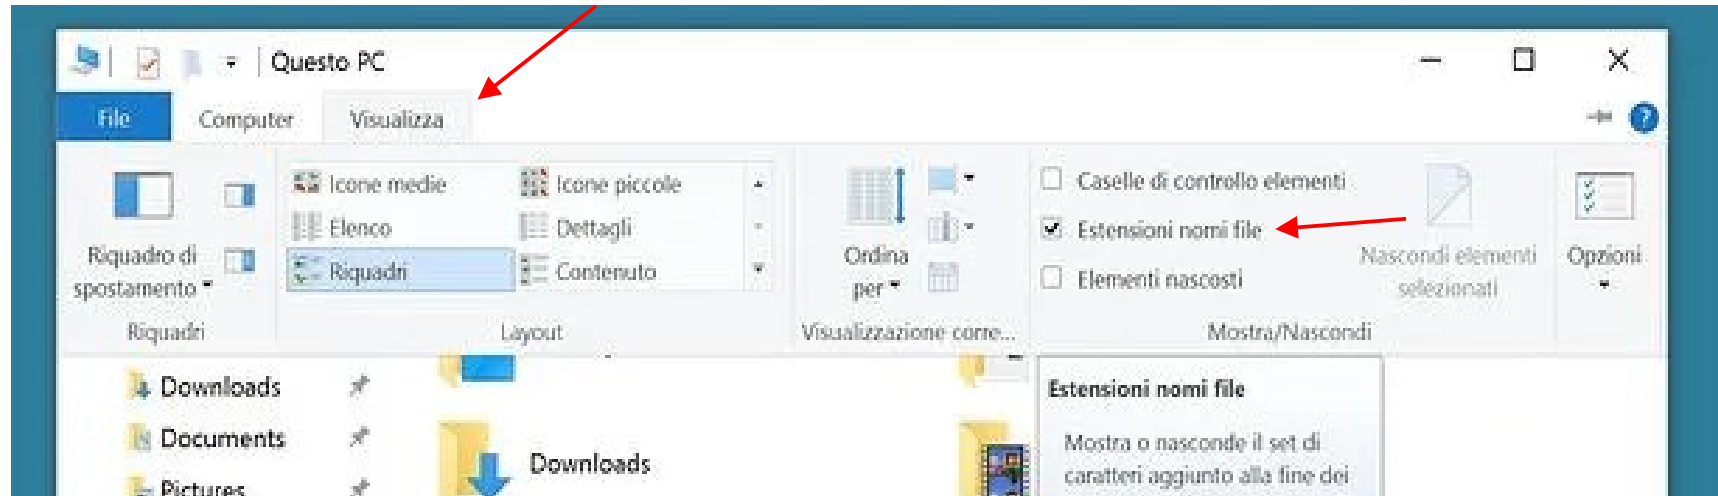 Questo PC
File Computer Visualizza
Icone medie Icone piccole
Elenco Dettagli
Riquadri Contenuto
Riquadro di
spostamento
Riquadri
Layout
Ordina
per
Visualizzazione corre...
Caselle di controllo elementi
Estensioni nomi file
Elementi nascosti
Nascondi elementi
selezionati
Mostra/Nascondi
Opzioni
Downloads
Documents
Pictures
Downloads
Estensioni nomi file
Mostra o nasconde il set di
caratteri aggiunto alla fine dei